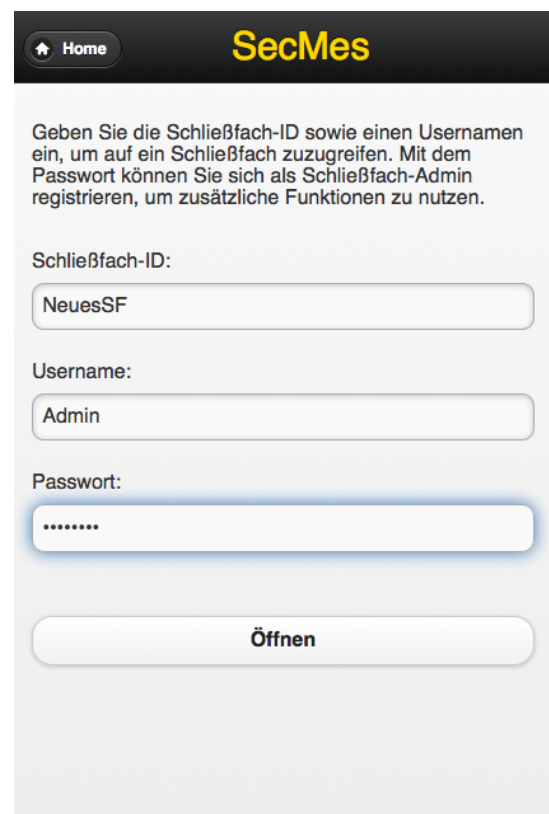 Home
SecMes
Geben Sie die Schließfach-ID sowie einen Usernamen
ein, um auf ein Schließfach zuzugreifen. Mit dem
Passwort können Sie sich als Schließfach-Admin
registrieren, um zusätzliche Funktionen zu nutzen.
Schließfach-ID:
NeuesSF
Username:
Admin
Passwort:
••••••••
Öffnen